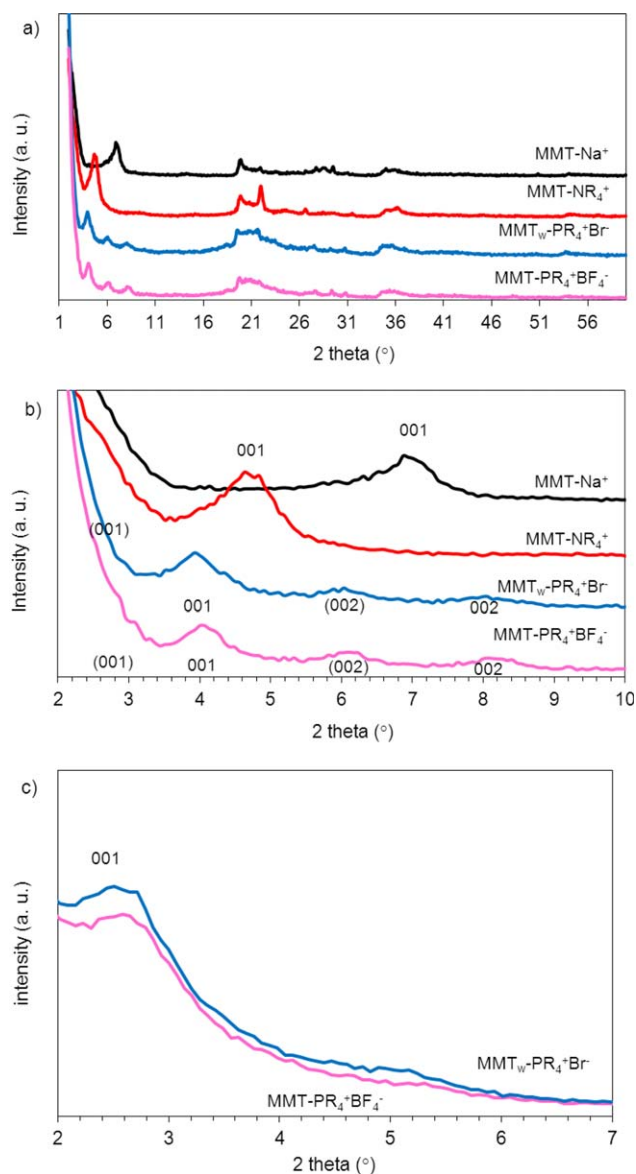 a)
Intensity (a. u.)
MMT-Na⁺
MMT-NR₄⁺
MMTw-PR₄⁺Br⁻
MMT-PR₄⁺BF₄⁻
1 6 11 16 21 26 31 36 41 46 51 56
2 theta (°)
b)
Intensity (a. u.)
001
001
MMT-Na⁺
(001)
MMT-NR₄⁺
MMTw-PR₄⁺Br⁻
001
(002)
002
MMT-PR₄⁺BF₄⁻
(001)
001
(002)
002
2 3 4 5 6 7 8 9 10
2 theta (°)
c)
intensity (a. u.)
001
MMTw-PR₄⁺Br⁻
MMT-PR₄⁺BF₄⁻
2 3 4 5 6 7
2 theta (°)